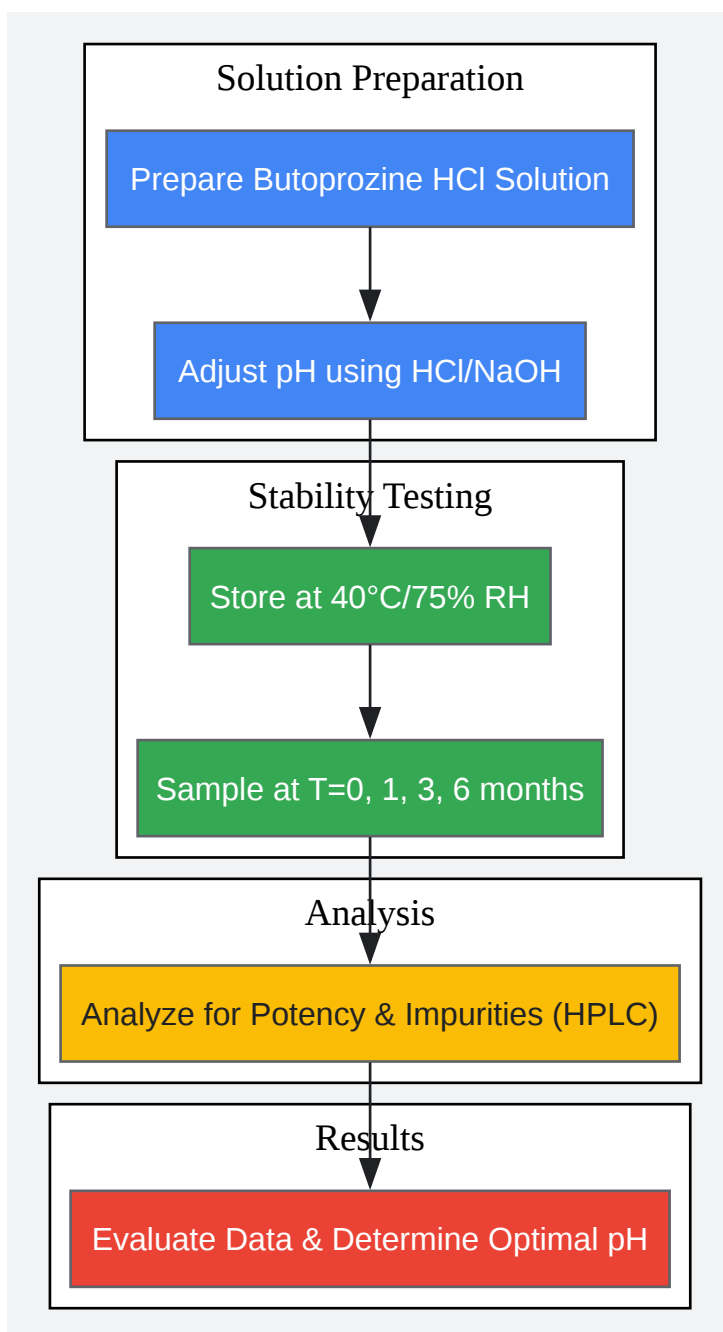 Solution Preparation
Prepare Butoprozine HCl Solution
Adjust pH using HCl/NaOH
Stability Testing
Store at 40°C/75% RH
Sample at T=0, 1, 3, 6 months
Analysis
Analyze for Potency & Impurities (HPLC)
Results
Evaluate Data & Determine Optimal pH